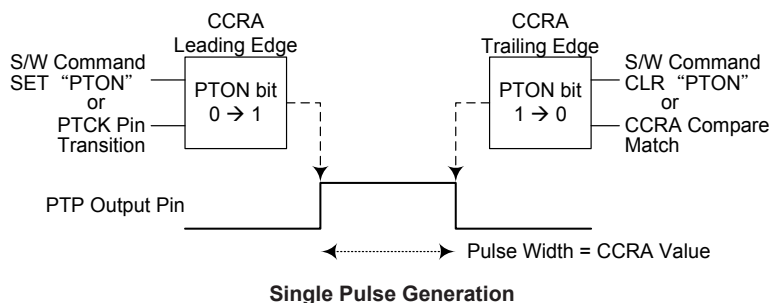 CCRA
Leading Edge
S/W Command
SET “PTON”
or
PTCK Pin
Transition
PTON bit
0 → 1
CCRA
Trailing Edge
PTON bit
1 → 0
S/W Command
CLR “PTON”
or
CCRA Compare
Match
PTP Output Pin
Pulse Width = CCRA Value
Single Pulse Generation